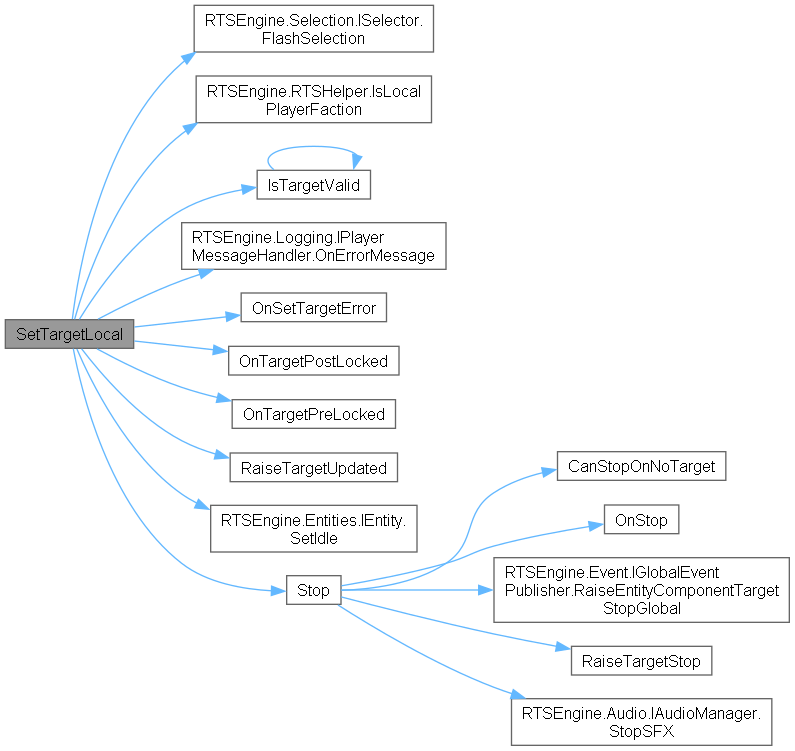 RTSEngine.Selection.ISelector.
FlashSelection
RTSEngine.RTSHelper.IsLocal
PlayerFaction
IsTargetValid
RTSEngine.Logging.IPlayer
MessageHandler.OnErrorMessage
OnSetTargetError
SetTargetLocal
OnTargetPostLocked
OnTargetPreLocked
RaiseTargetUpdated
RTSEngine.Entities.IEntity.
SetIdle
Stop
CanStopOnNoTarget
OnStop
RTSEngine.Event.IGlobalEvent
Publisher.RaiseEntityComponentTarget
StopGlobal
RaiseTargetStop
RTSEngine.Audio.IAudioManager.
StopSFX